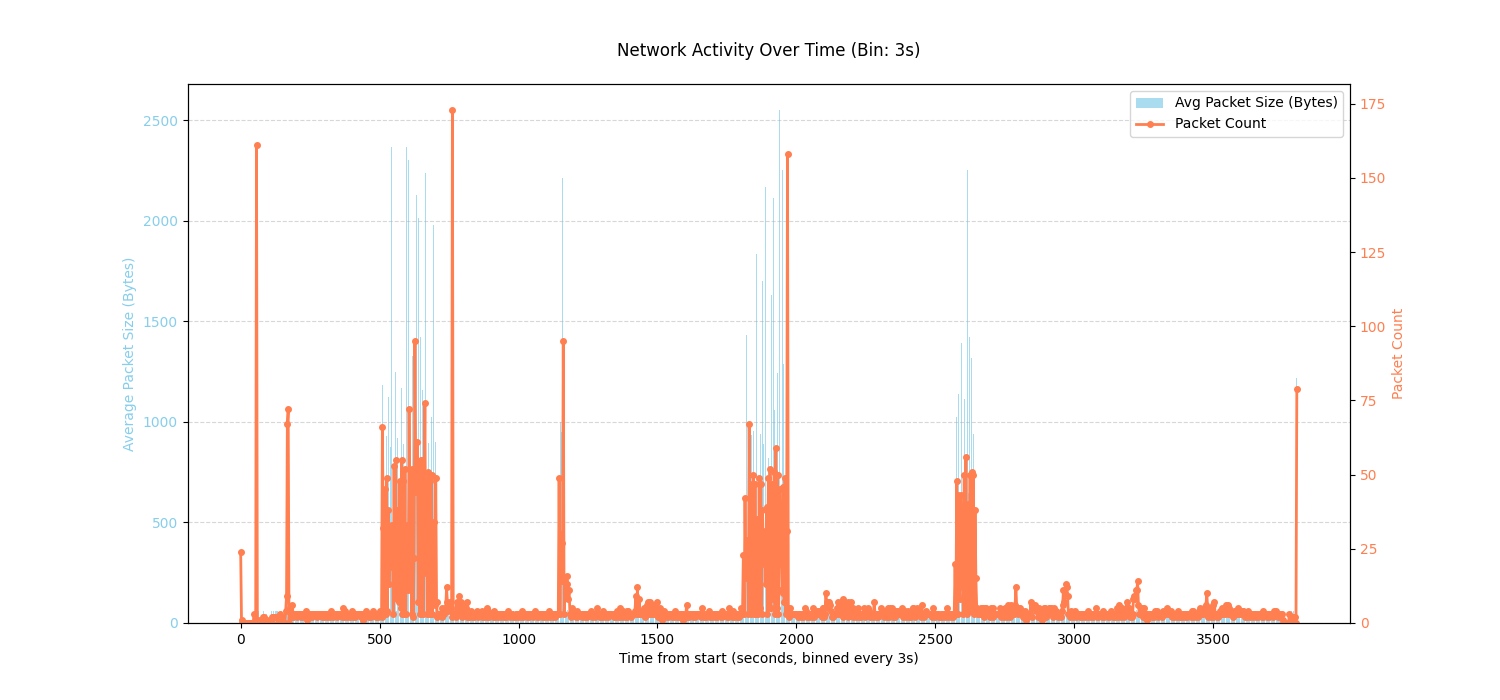 Network Activity Over Time (Bin: 3s)
Avg Packet Size (Bytes)
Packet Count
Average Packet Size (Bytes)
2500
2000
1500
1000
500
0
175
150
125
100
75
50
25
0
Packet Count
0 500 1000 1500 2000 2500 3000 3500
Time from start (seconds, binned every 3s)